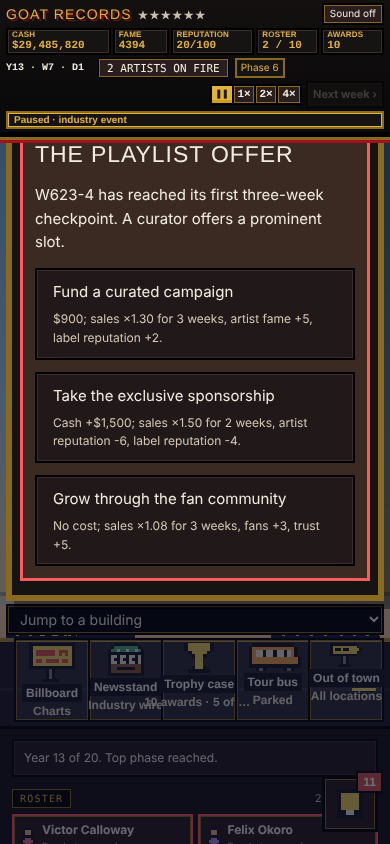 GOAT RECORDS ★★★★★★
Sound off
CASH
$29,485,820
FAME
4394
REPUTATION
20/100
ROSTER
2 / 10
AWARDS
10
Y13 · W7 · D1
2 ARTISTS ON FIRE
Phase 6
1×
2×
4×
Next week ›
Paused · industry event
THE PLAYLIST OFFER
W623-4 has reached its first three-week
checkpoint. A curator offers a prominent
slot.
Fund a curated campaign
$900; sales ×1.30 for 3 weeks, artist fame +5,
label reputation +2.
Take the exclusive sponsorship
Cash +$1,500; sales ×1.50 for 2 weeks, artist
reputation -6, label reputation -4.
Grow through the fan community
No cost; sales ×1.08 for 3 weeks, fans +3, trust
+5.
Jump to a building
Billboard
Charts
Newsstand
Industry wire
Trophy case
10 awards · 5 of …
Tour bus
Parked
Out of town
All locations
Year 13 of 20. Top phase reached.
11
ROSTER
2
Victor Calloway
Felix Okoro